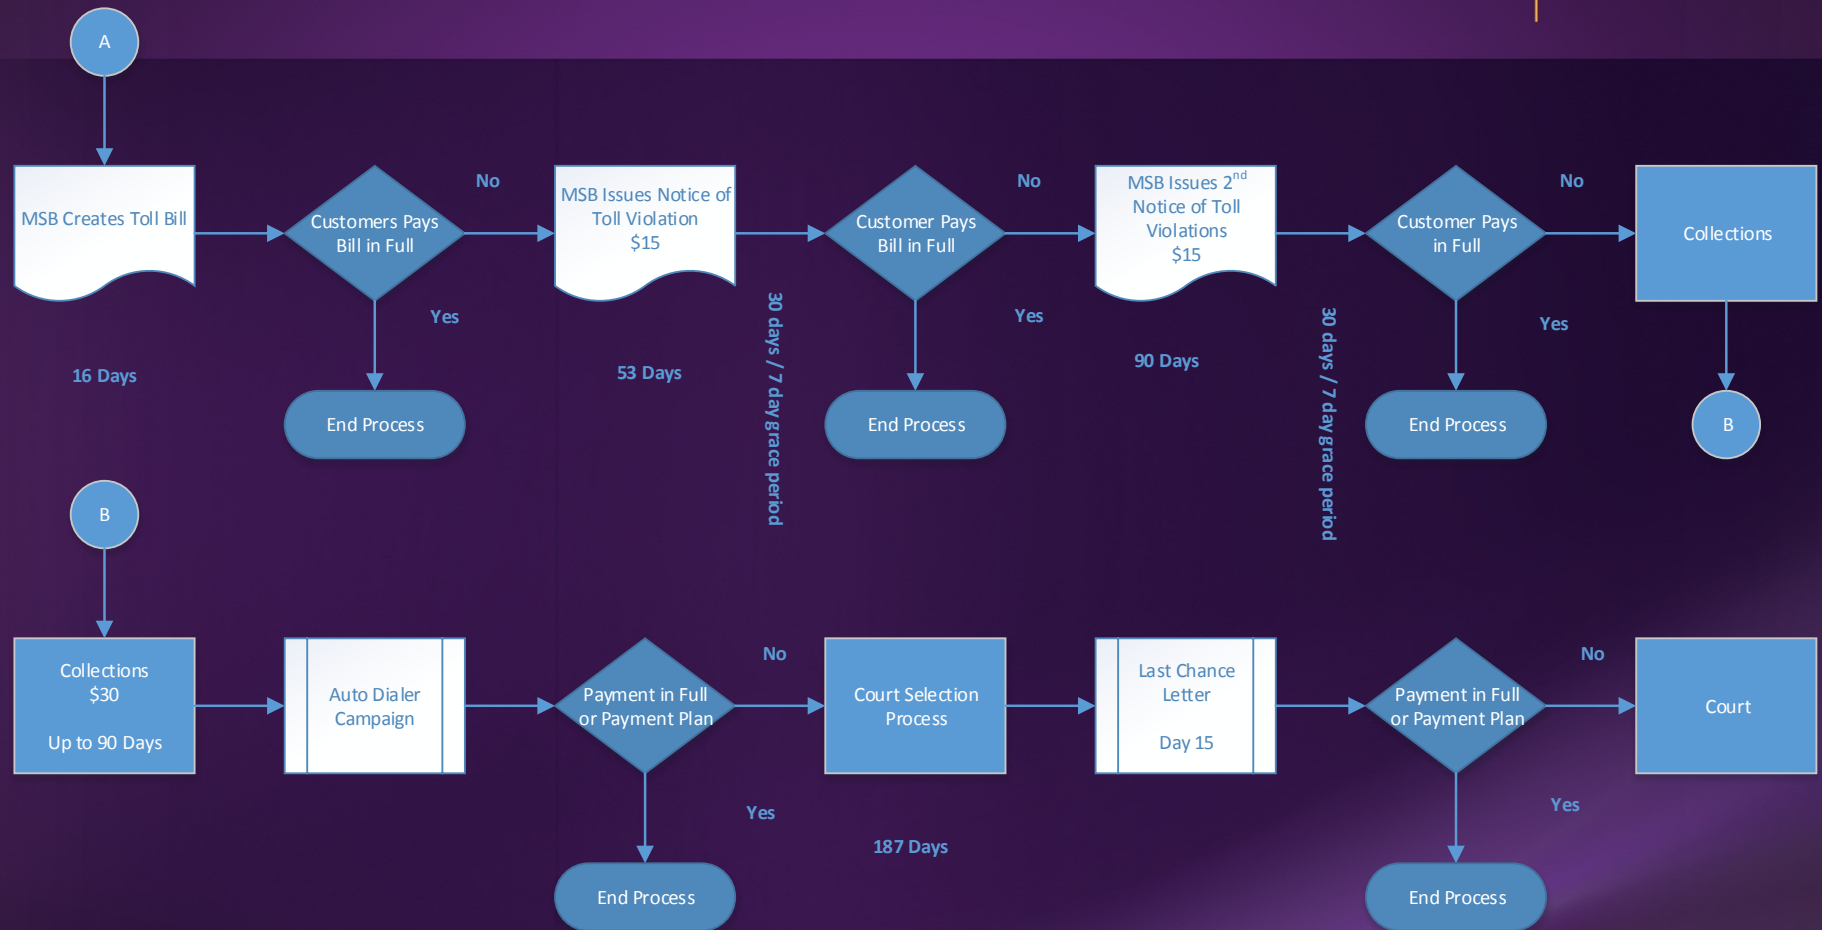 A
MSB Creates Toll Bill
16 Days
Customers Pays
Bill in Full
No
Yes
End Process
MSB Issues Notice of
Toll Violation
$15
53 Days
30 days / 7 day grace period
Customer Pays
Bill in Full
No
Yes
End Process
MSB Issues 2nd
Notice of Toll
Violations
$15
90 Days
30 days / 7 day grace period
Customer Pays
in Full
No
Yes
End Process
Collections
B
B
Collections
$30
Up to 90 Days
Auto Dialer
Campaign
Payment in Full
or Payment Plan
No
Yes
End Process
Court Selection
Process
187 Days
Last Chance
Letter
Day 15
Payment in Full
or Payment Plan
No
Yes
End Process
Court